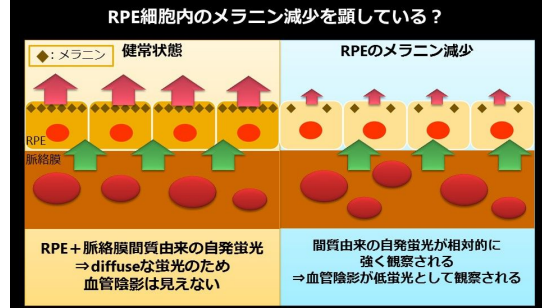 RPE細胞内のメラニン減少を顕している？
◆：メラニン
健常状態
RPEのメラニン減少
RPE
脈絡膜
RPE＋脈絡膜間質由来の自発蛍光
⇒diffuseな蛍光のため
血管陰影は見えない
間質由来の自発蛍光が相対的に
強く観察される
⇒血管陰影が低蛍光として観察される